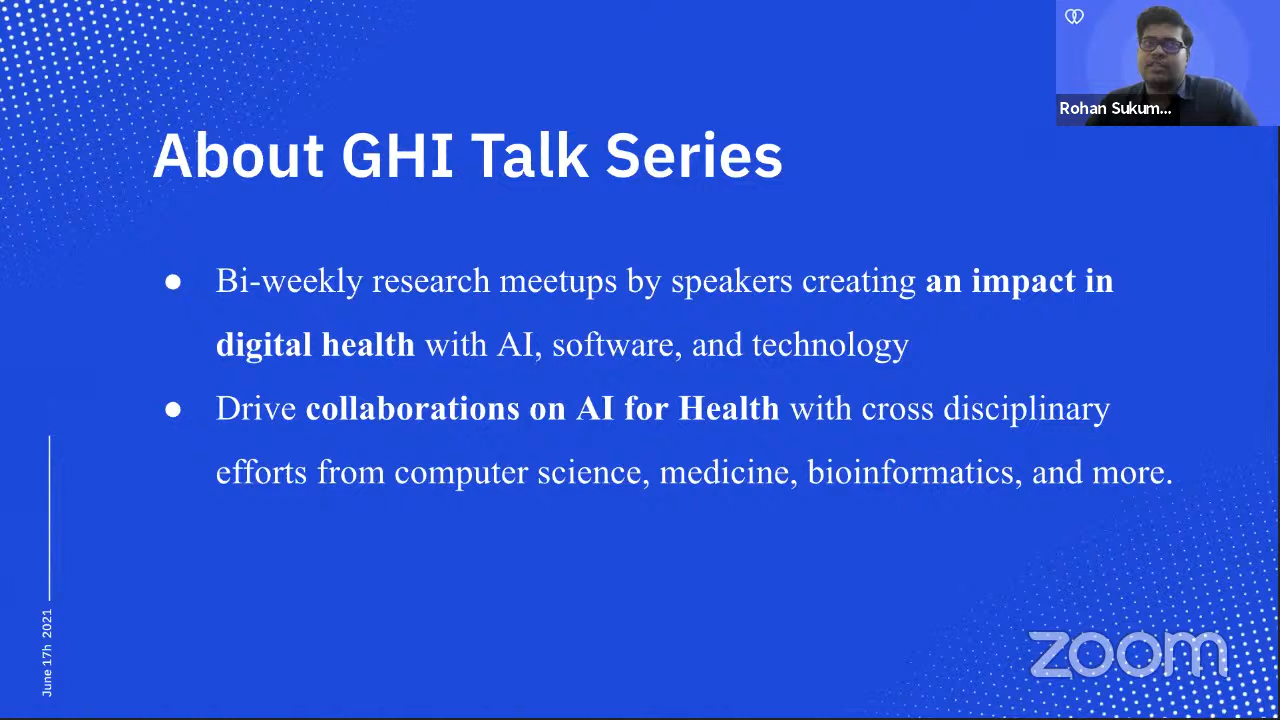 Rohan Sukum...
About GHI Talk Series
● Bi-weekly research meetups by speakers creating an impact in
digital health with AI, software, and technology
● Drive collaborations on AI for Health with cross disciplinary
efforts from computer science, medicine, bioinformatics, and more.
June 17h 2021
zoom